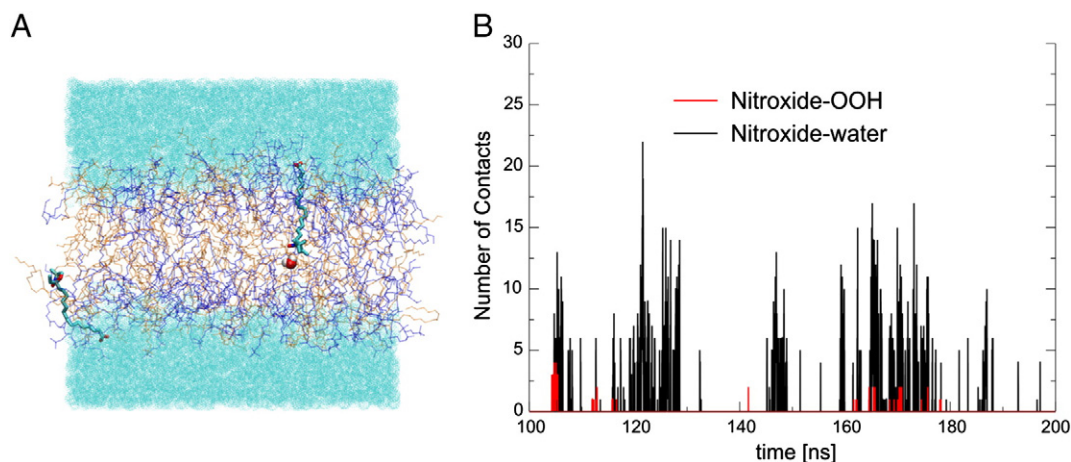 A
B
30
25
20
15
10
5
0
Number of Contacts
Nitroxide-OOH
Nitroxide-water
100
120
140
160
180
200
time [ns]